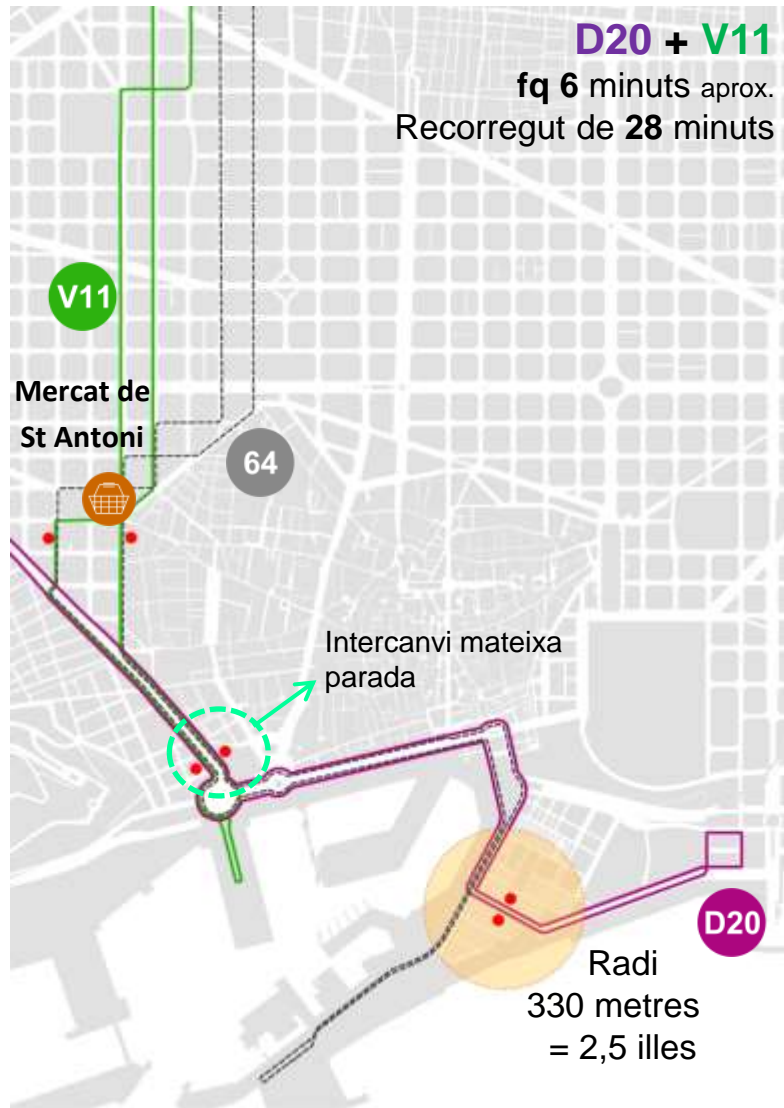 D20 + V11
fq 6 minuts aprox.
Recorregut de 28 minuts
V11
Mercat de
St Antoni
64
Intercanvi mateixa
parada
D20
Radi
330 metres
= 2,5 illes